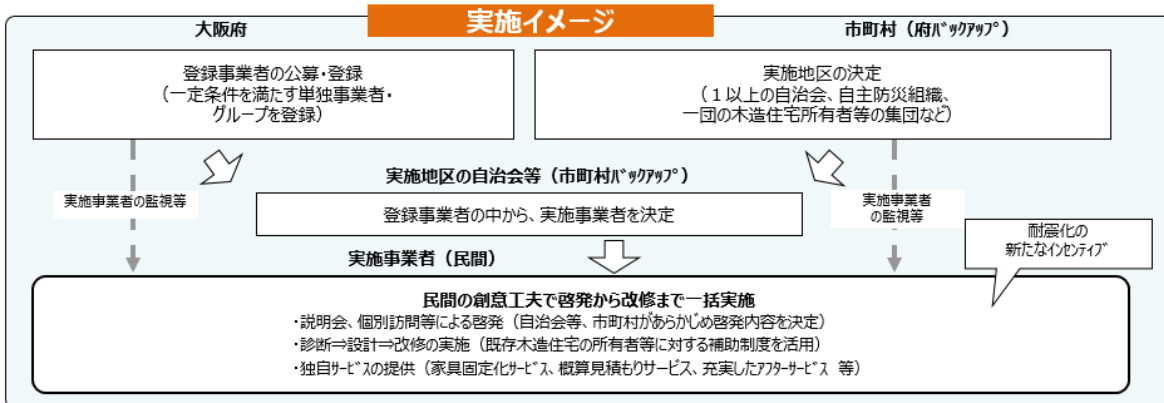 実施イメージ
大阪府
市町村（府ﾊﾞｯｸｱｯﾌﾟ）
登録事業者の公募・登録
（一定条件を満たす単独事業者・
グループを登録）
実施地区の決定
（１以上の自治会、自主防災組織、
一団の木造住宅所有者等の集団など）
実施事業者の監視等
実施地区の自治会等（市町村ﾊﾞｯｸｱｯﾌﾟ）
登録事業者の中から、実施事業者を決定
実施事業者
の監視等
耐震化の
新たなｲﾝｾﾝﾃｨﾌﾞ
実施事業者（民間）
民間の創意工夫で啓発から改修まで一括実施
・説明会、個別訪問等による啓発（自治会等、市町村があらかじめ啓発内容を決定）
・診断⇒設計⇒改修の実施（既存木造住宅の所有者等に対する補助制度を活用）
・独自ｻｰﾋﾞｽの提供（家具固定化ｻｰﾋﾞｽ、概算見積もりｻｰﾋﾞｽ、充実したｱﾌﾀｰｻｰﾋﾞｽ 等）